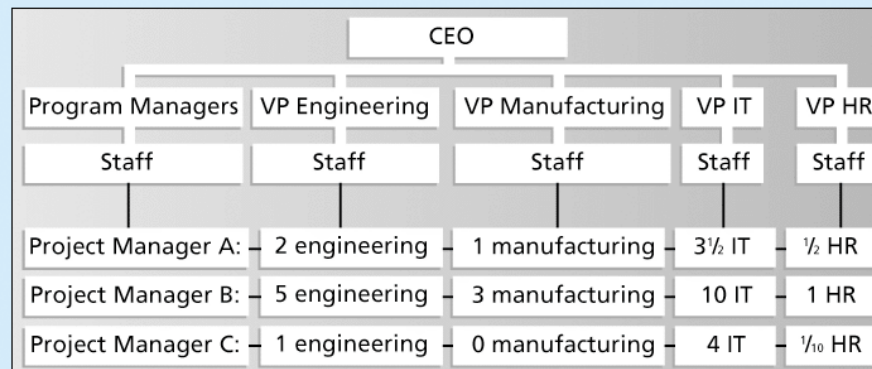 CEO
Program Managers VP Engineering VP Manufacturing VP IT VP HR
Staff Staff Staff Staff Staff
Project Manager A: 2 engineering 1 manufacturing 3½ IT ½ HR
Project Manager B: 5 engineering 3 manufacturing 10 IT 1 HR
Project Manager C: 1 engineering 0 manufacturing 4 IT 1/10 HR